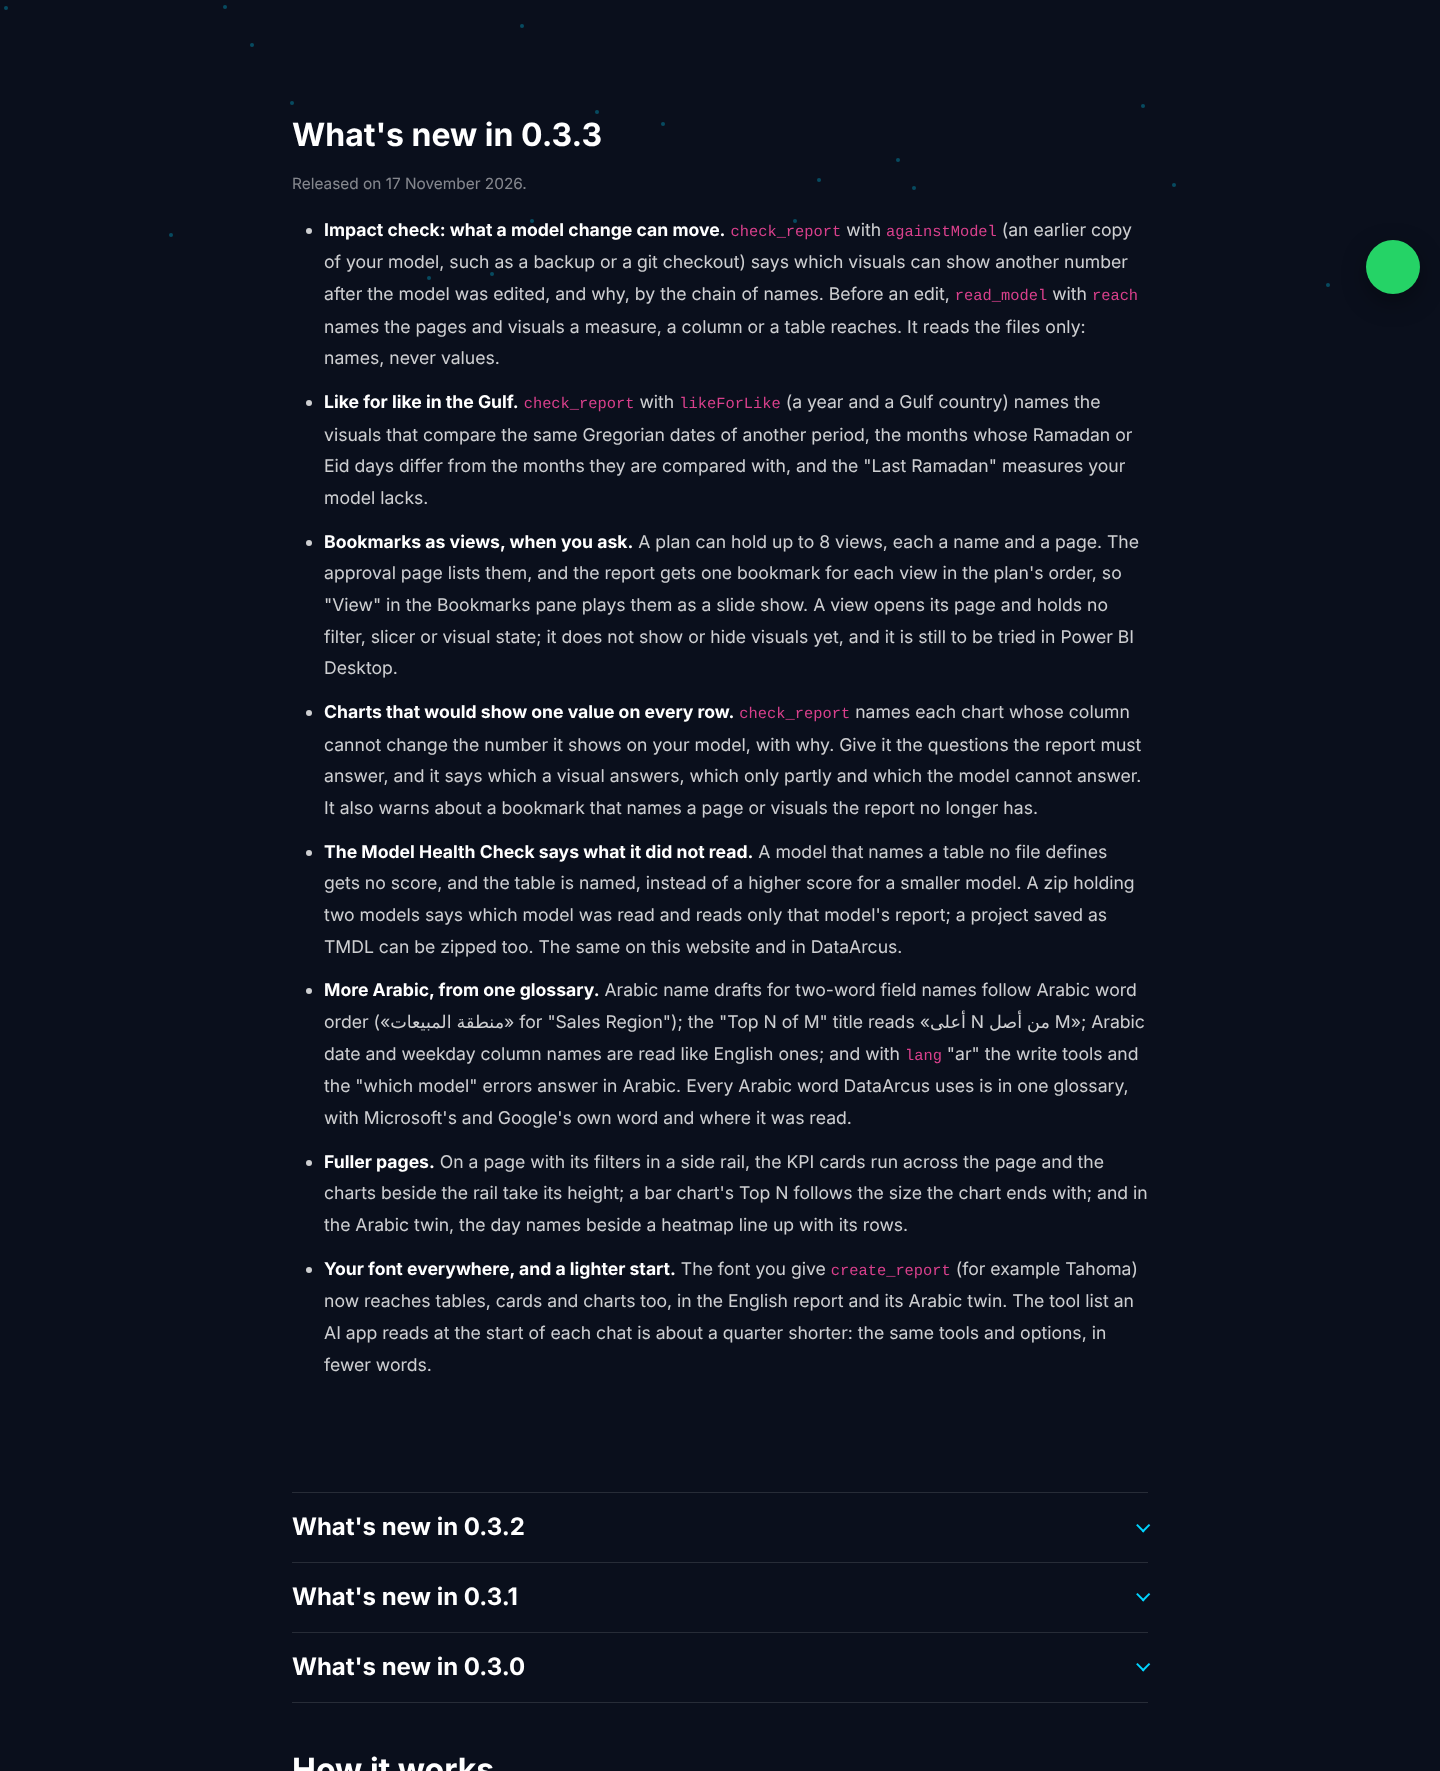 What's new in 0.3.3
Released on 17 November 2026.
Impact check: what a model change can move. check_report with againstModel (an earlier copy
of your model, such as a backup or a git checkout) says which visuals can show another number
after the model was edited, and why, by the chain of names. Before an edit, read_model with reach
names the pages and visuals a measure, a column or a table reaches. It reads the files only:
names, never values.
Like for like in the Gulf. check_report with likeForLike (a year and a Gulf country) names the
visuals that compare the same Gregorian dates of another period, the months whose Ramadan or
Eid days differ from the months they are compared with, and the "Last Ramadan" measures your
model lacks.
Bookmarks as views, when you ask. A plan can hold up to 8 views, each a name and a page. The
approval page lists them, and the report gets one bookmark for each view in the plan's order, so
"View" in the Bookmarks pane plays them as a slide show. A view opens its page and holds no
filter, slicer or visual state; it does not show or hide visuals yet, and it is still to be tried in Power BI
Desktop.
Charts that would show one value on every row. check_report names each chart whose column
cannot change the number it shows on your model, with why. Give it the questions the report must
answer, and it says which a visual answers, which only partly and which the model cannot answer.
It also warns about a bookmark that names a page or visuals the report no longer has.
The Model Health Check says what it did not read. A model that names a table no file defines
gets no score, and the table is named, instead of a higher score for a smaller model. A zip holding
two models says which model was read and reads only that model's report; a project saved as
TMDL can be zipped too. The same on this website and in DataArcus.
More Arabic, from one glossary. Arabic name drafts for two-word field names follow Arabic word
order («منطقة المبيعات» for "Sales Region"); the "Top N of M" title reads «أعلى N من أصل M»; Arabic
date and weekday column names are read like English ones; and with lang "ar" the write tools and
the "which model" errors answer in Arabic. Every Arabic word DataArcus uses is in one glossary,
with Microsoft's and Google's own word and where it was read.
Fuller pages. On a page with its filters in a side rail, the KPI cards run across the page and the
charts beside the rail take its height; a bar chart's Top N follows the size the chart ends with; and in
the Arabic twin, the day names beside a heatmap line up with its rows.
Your font everywhere, and a lighter start. The font you give create_report (for example Tahoma)
now reaches tables, cards and charts too, in the English report and its Arabic twin. The tool list an
AI app reads at the start of each chat is about a quarter shorter: the same tools and options, in
fewer words.
What's new in 0.3.2
What's new in 0.3.1
What's new in 0.3.0
How it works